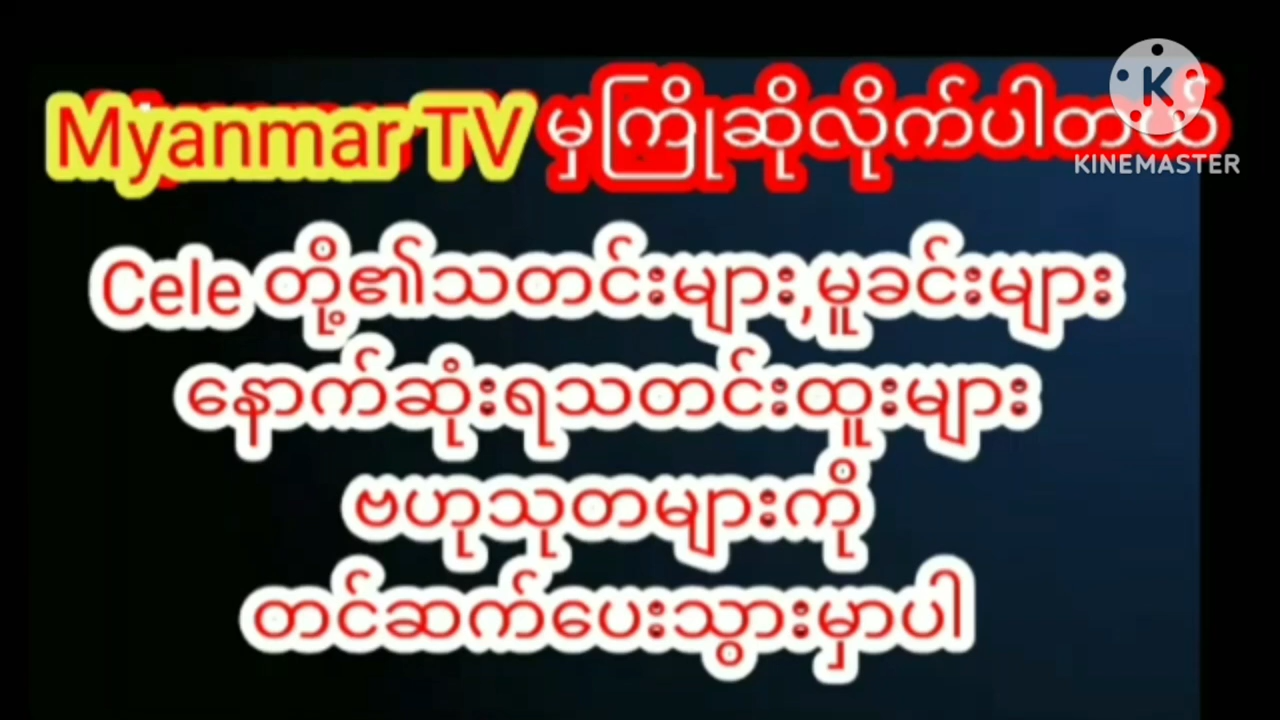 Myanmar TV မှကြိုဆိုလိုက်ပါတယ်
KINEMASTER
Cele တို့၏သတင်းများ,မူခင်းများ
နောက်ဆုံးရသတင်းထူးများ
ဗဟုသုတများကို
တင်ဆက်ပေးသွားမှာပါ